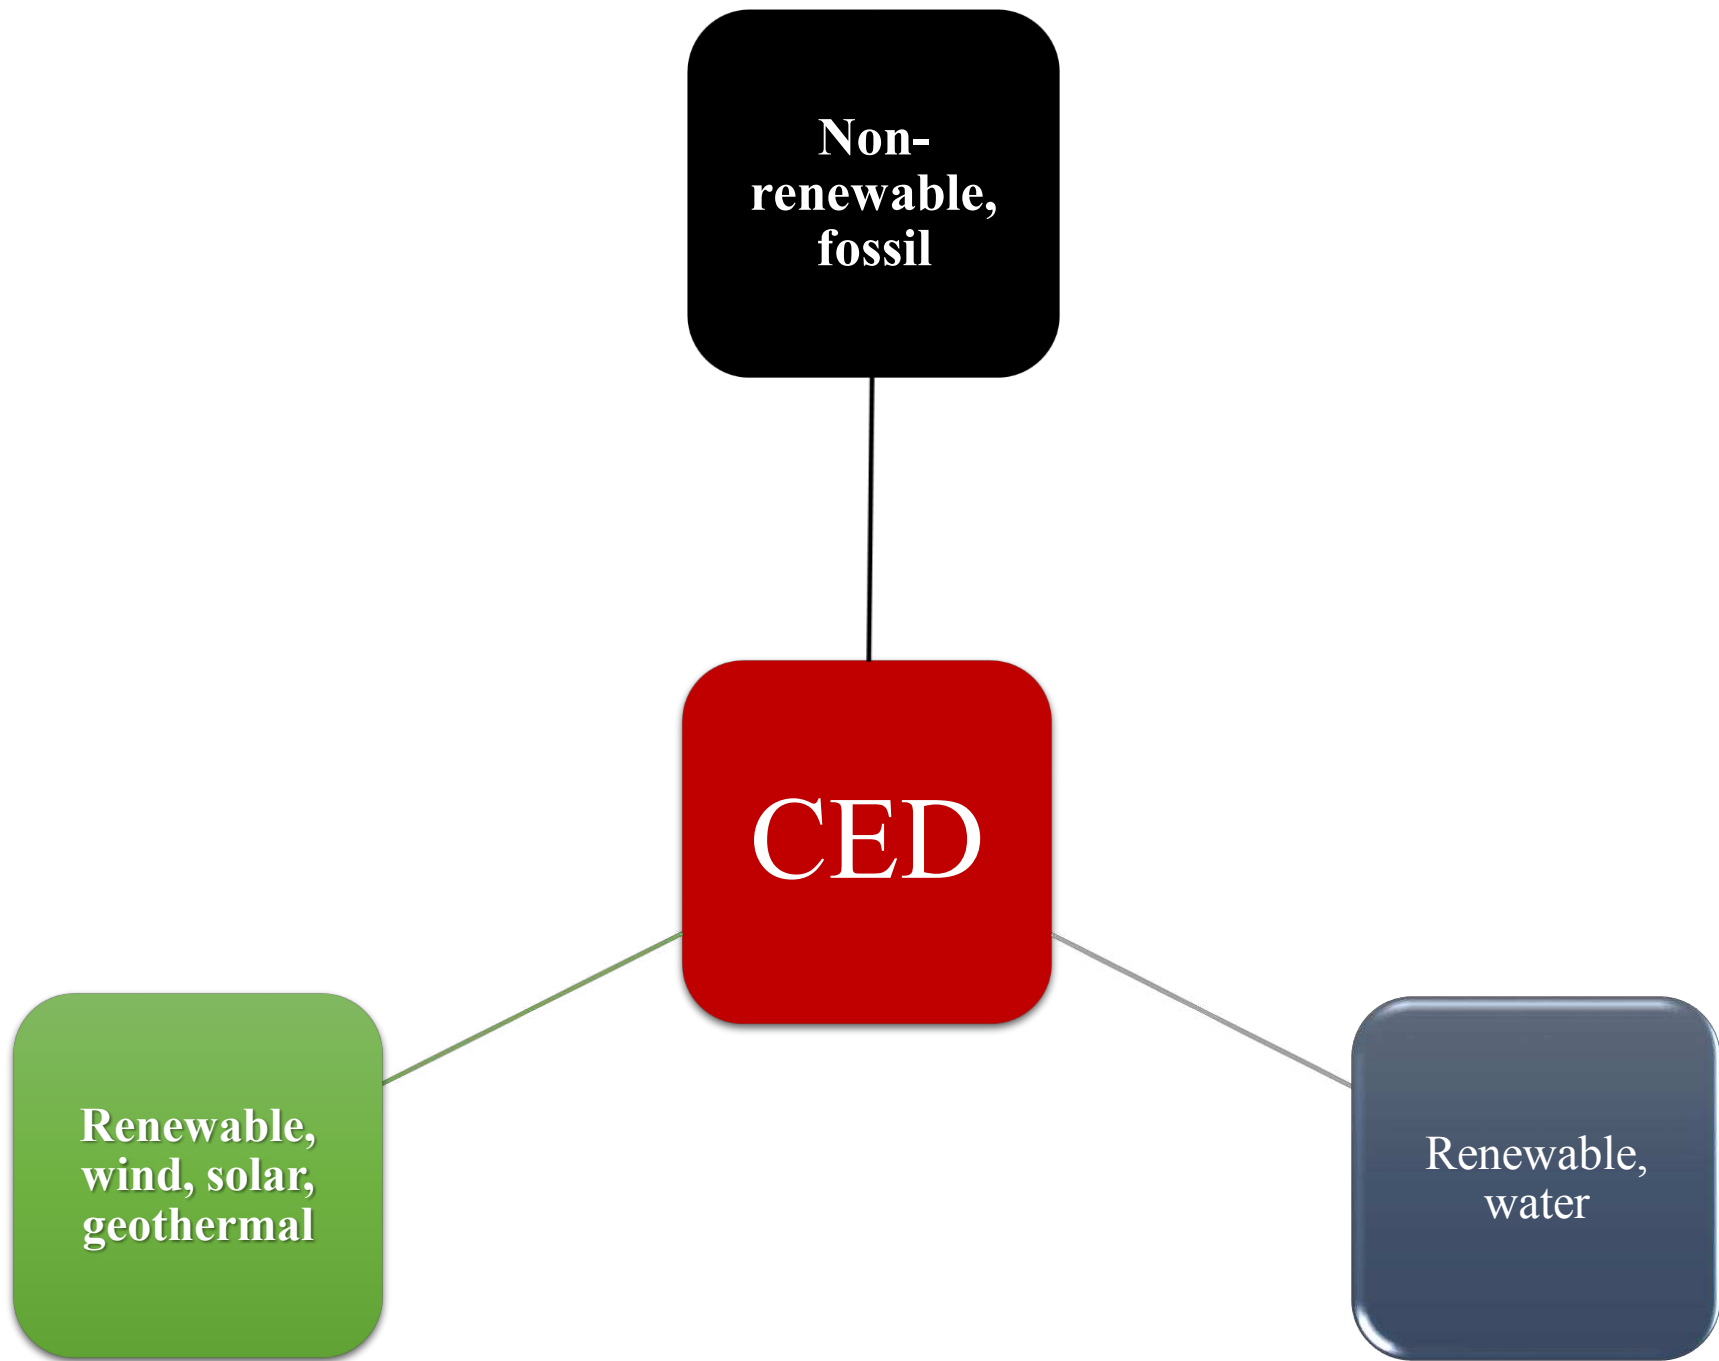 Non-
renewable,
fossil
CED
Renewable,
wind, solar,
geothermal
Renewable,
water